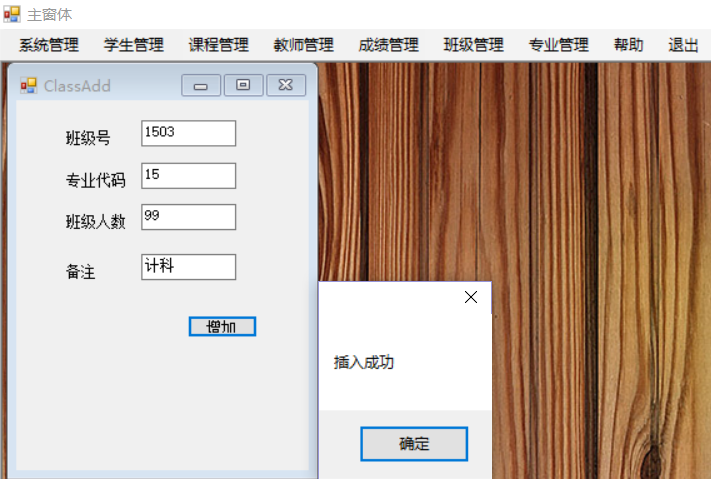 主窗体
系统管理 学生管理 课程管理 教师管理 成绩管理 班级管理 专业管理 帮助 退出
ClassAdd
班级号 1503
专业代码 15
班级人数 99
备注 计科
增加
插入成功
确定